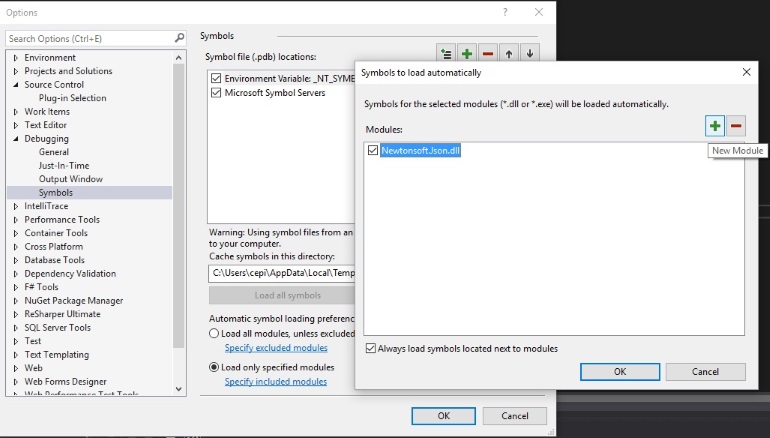 Options
Search Options (Ctrl+E)
Environment
Projects and Solutions
Source Control
Plug-in Selection
Work Items
Text Editor
Debugging
General
Just-In-Time
Output Window
Symbols
IntelliTrace
Performance Tools
Container Tools
Cross Platform
Database Tools
Dependency Validation
F# Tools
NuGet Package Manager
ReSharper Ultimate
SQL Server Tools
Test
Text Templating
Web
Web Forms Designer
Web Performance Test Tools
Symbols
Symbol file (.pdb) locations:
Environment Variable: _NT_SYME
Microsoft Symbol Servers
Warning: Using symbol files from an
to your computer.
Cache symbols in this directory:
C:\Users\cepi\AppData\Local\Temp
Load all symbols
Automatic symbol loading preferenc
Load all modules, unless excluded
Specify excluded modules
Load only specified modules
Specify included modules
OK
Cancel
Symbols to load automatically
Symbols for the selected modules (*.dll or *.exe) will be loaded automatically.
Modules:
New Module
Newtonsoft.Json.dll
Always load symbols located next to modules
OK
Cancel